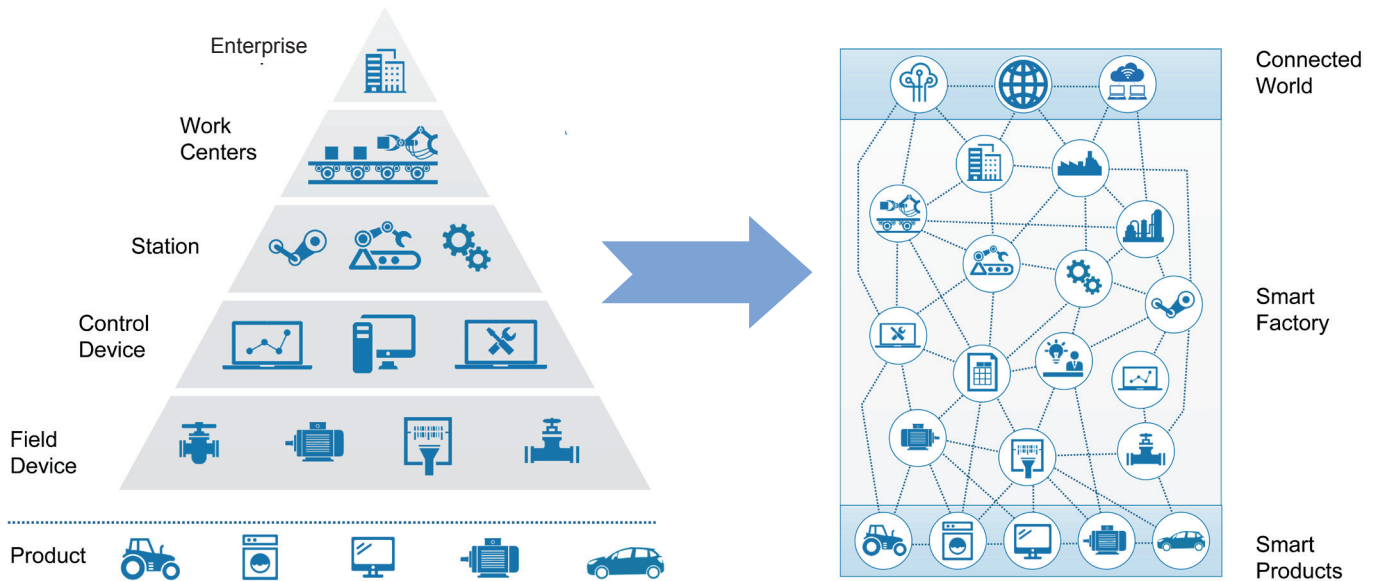 Enterprise
Work
Centers
Station
Control
Device
Field
Device
Product
Connected
World
Smart
Factory
Smart
Products